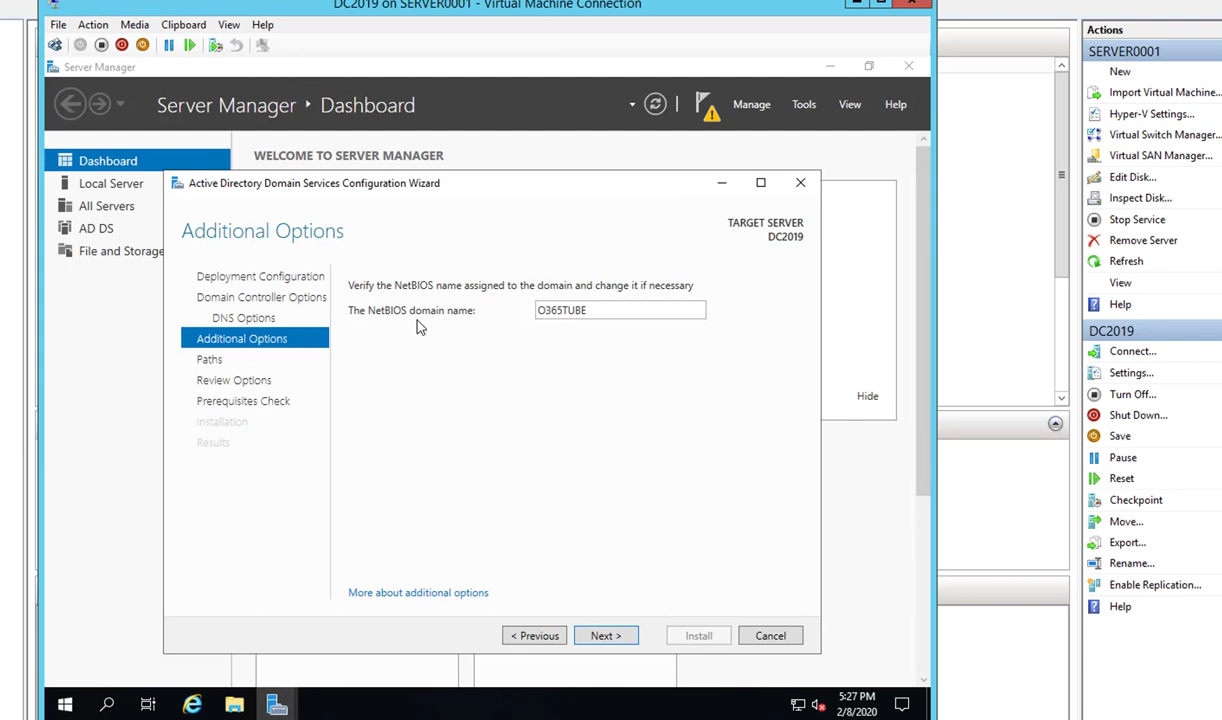 DC2019 on SERVER0001 - Virtual Machine Connection
File Action Media Clipboard View Help
Server Manager
Server Manager • Dashboard
Manage Tools View Help
Dashboard
Local Server
All Servers
AD DS
File and Storage
WELCOME TO SERVER MANAGER
Active Directory Domain Services Configuration Wizard
Additional Options
TARGET SERVER
DC2019
Deployment Configuration
Domain Controller Options
DNS Options
Additional Options
Paths
Review Options
Prerequisites Check
Installation
Results
Verify the NetBIOS name assigned to the domain and change it if necessary
The NetBIOS domain name: O365TUBE
More about additional options
< Previous Next > Install Cancel
Hide
5:27 PM
2/8/2020
Actions
SERVER0001
New
Import Virtual Machine...
Hyper-V Settings...
Virtual Switch Manager...
Virtual SAN Manager...
Edit Disk...
Inspect Disk...
Stop Service
Remove Server
Refresh
View
Help
DC2019
Connect...
Settings...
Turn Off...
Shut Down...
Save
Pause
Reset
Checkpoint
Move...
Export...
Rename...
Enable Replication...
Help